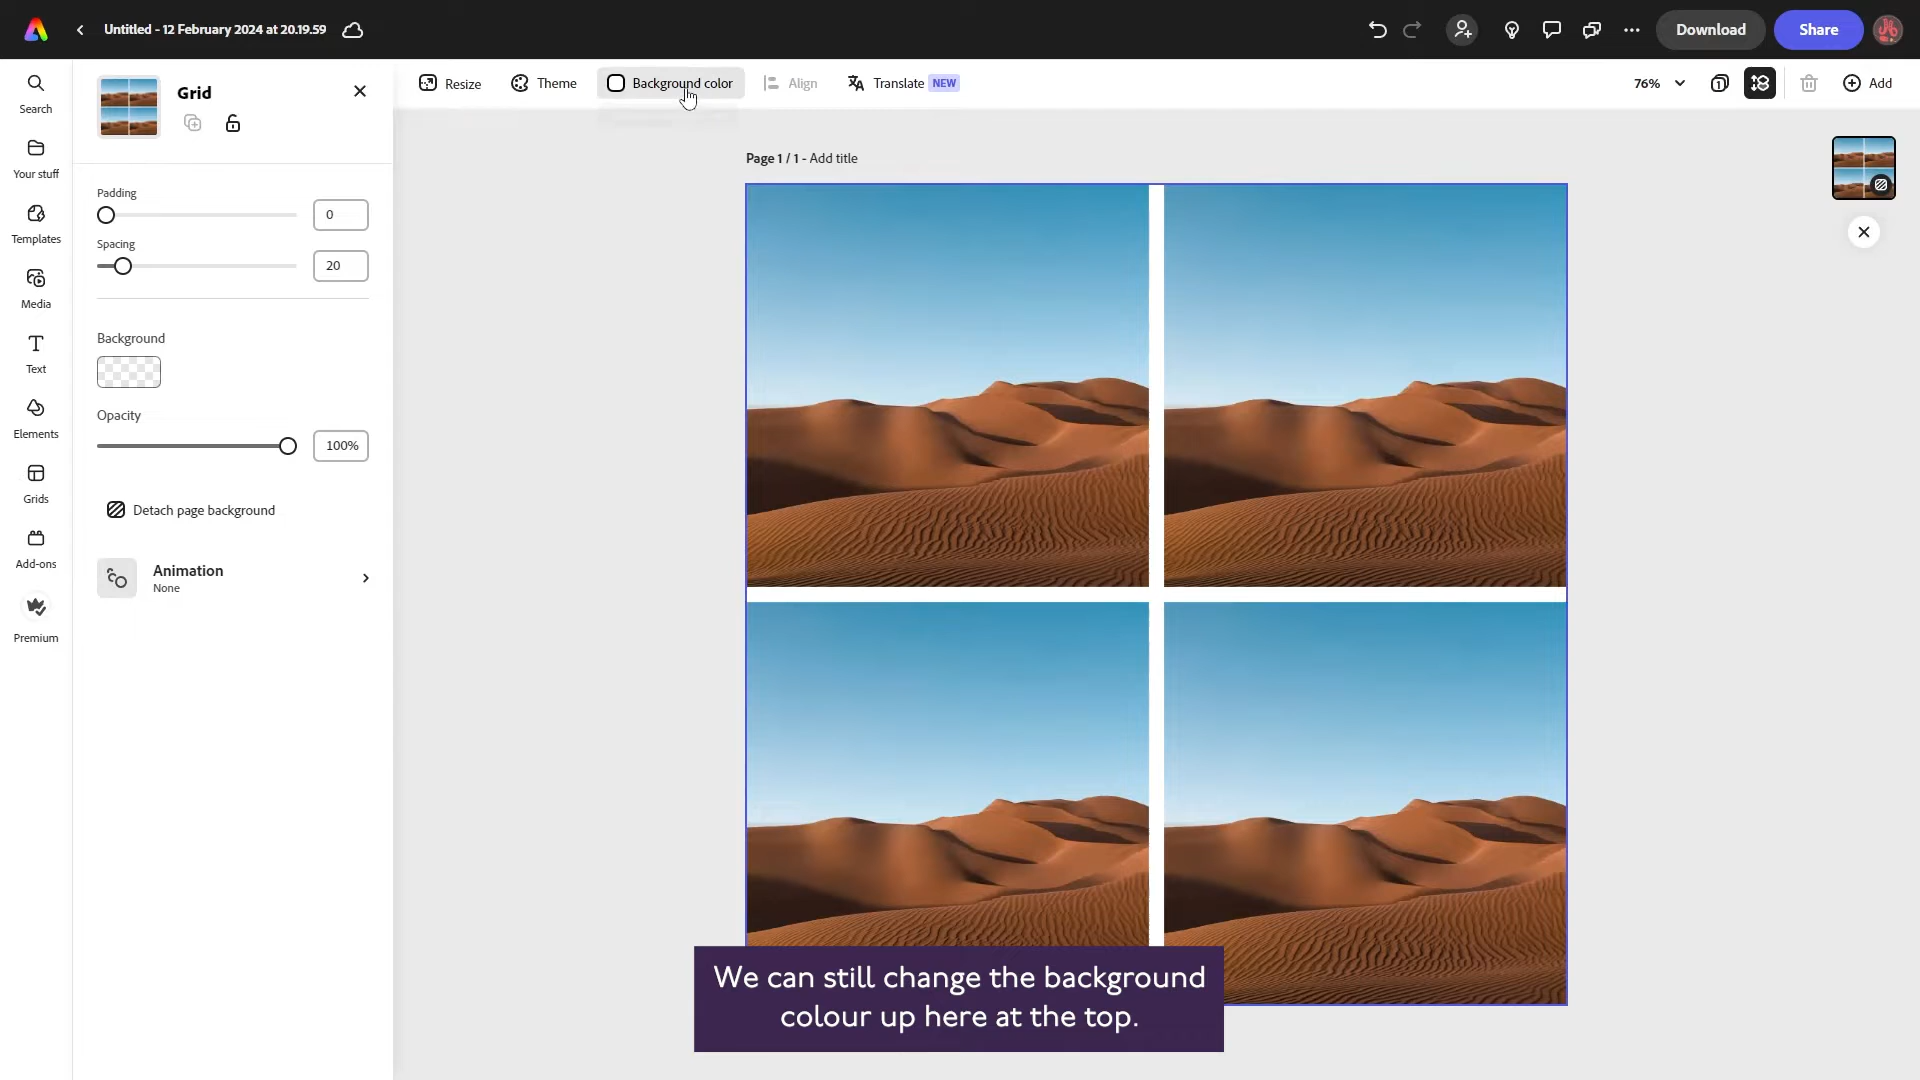 Untitled - 12 February 2024 at 20.19.59
Download
Share
Search
Your stuff
Templates
Media
Text
Elements
Grids
Add-ons
Premium
Grid
Padding
0
Spacing
20
Background
Opacity
100%
Detach page background
Animation
None
Resize
Theme
Background color
Align
Translate NEW
76%
1
Add
Page 1 / 1 - Add title
We can still change the background
colour up here at the top.